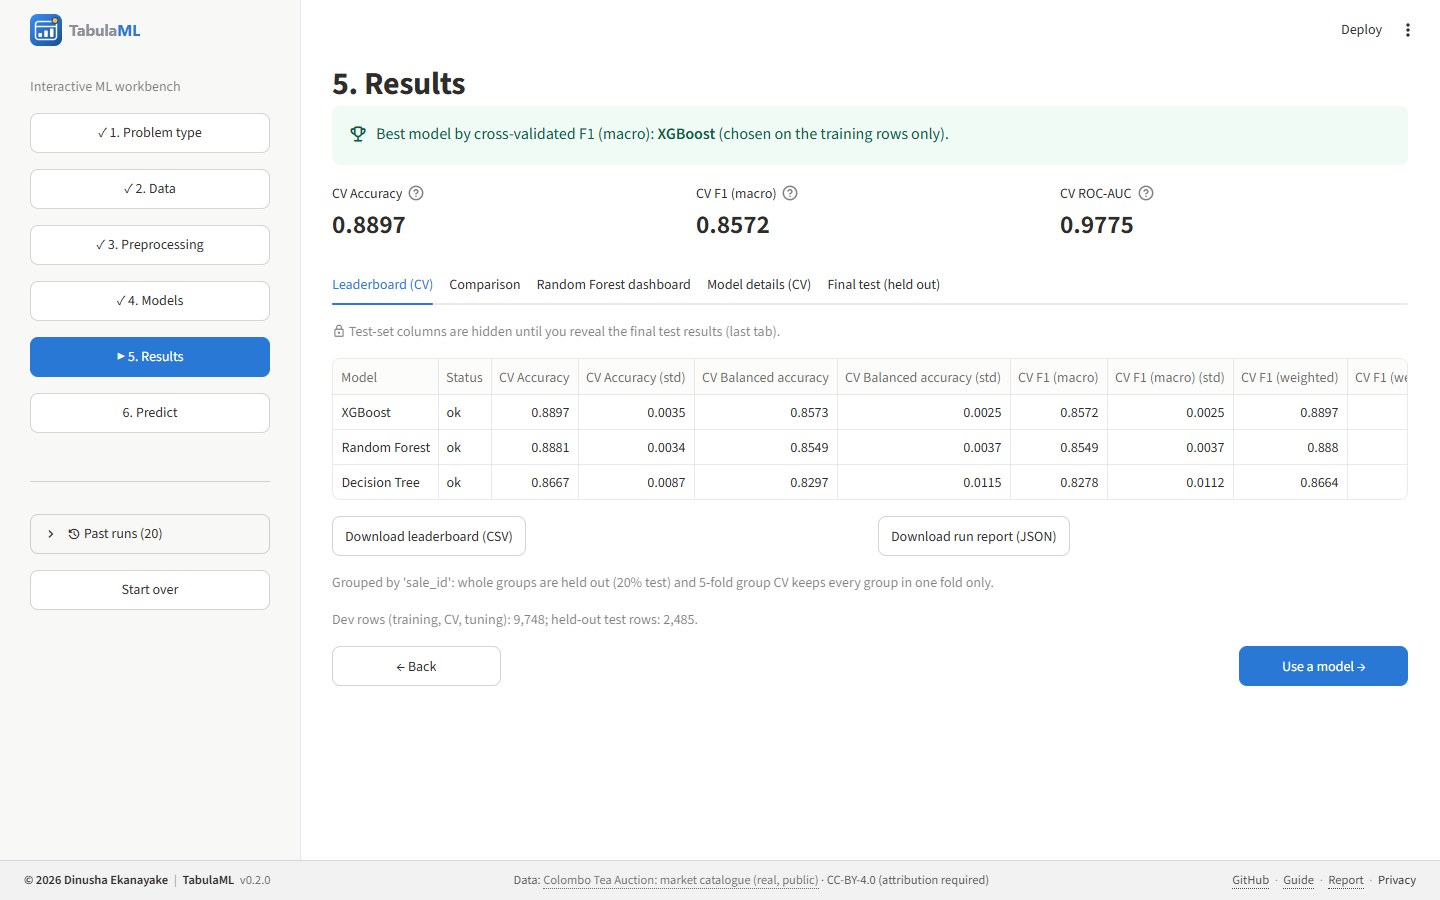 TabulaML
Deploy
Interactive ML workbench
✓ 1. Problem type
✓ 2. Data
✓ 3. Preprocessing
✓ 4. Models
▶ 5. Results
6. Predict
Past runs (20)
Start over
5. Results
Best model by cross-validated F1 (macro): XGBoost (chosen on the training rows only).
CV Accuracy CV F1 (macro) CV ROC-AUC
0.8897 0.8572 0.9775
Leaderboard (CV) Comparison Random Forest dashboard Model details (CV) Final test (held out)
Test-set columns are hidden until you reveal the final test results (last tab).
Model Status CV Accuracy CV Accuracy (std) CV Balanced accuracy CV Balanced accuracy (std) CV F1 (macro) CV F1 (macro) (std) CV F1 (weighted) CV F1 (we
XGBoost ok 0.8897 0.0035 0.8573 0.0025 0.8572 0.0025 0.8897
Random Forest ok 0.8881 0.0034 0.8549 0.0037 0.8549 0.0037 0.888
Decision Tree ok 0.8667 0.0087 0.8297 0.0115 0.8278 0.0112 0.8664
Download leaderboard (CSV) Download run report (JSON)
Grouped by 'sale_id': whole groups are held out (20% test) and 5-fold group CV keeps every group in one fold only.
Dev rows (training, CV, tuning): 9,748; held-out test rows: 2,485.
← Back Use a model →
© 2026 Dinusha Ekanayake | TabulaML v0.2.0 Data: Colombo Tea Auction: market catalogue (real, public) · CC-BY-4.0 (attribution required) GitHub · Guide · Report · Privacy